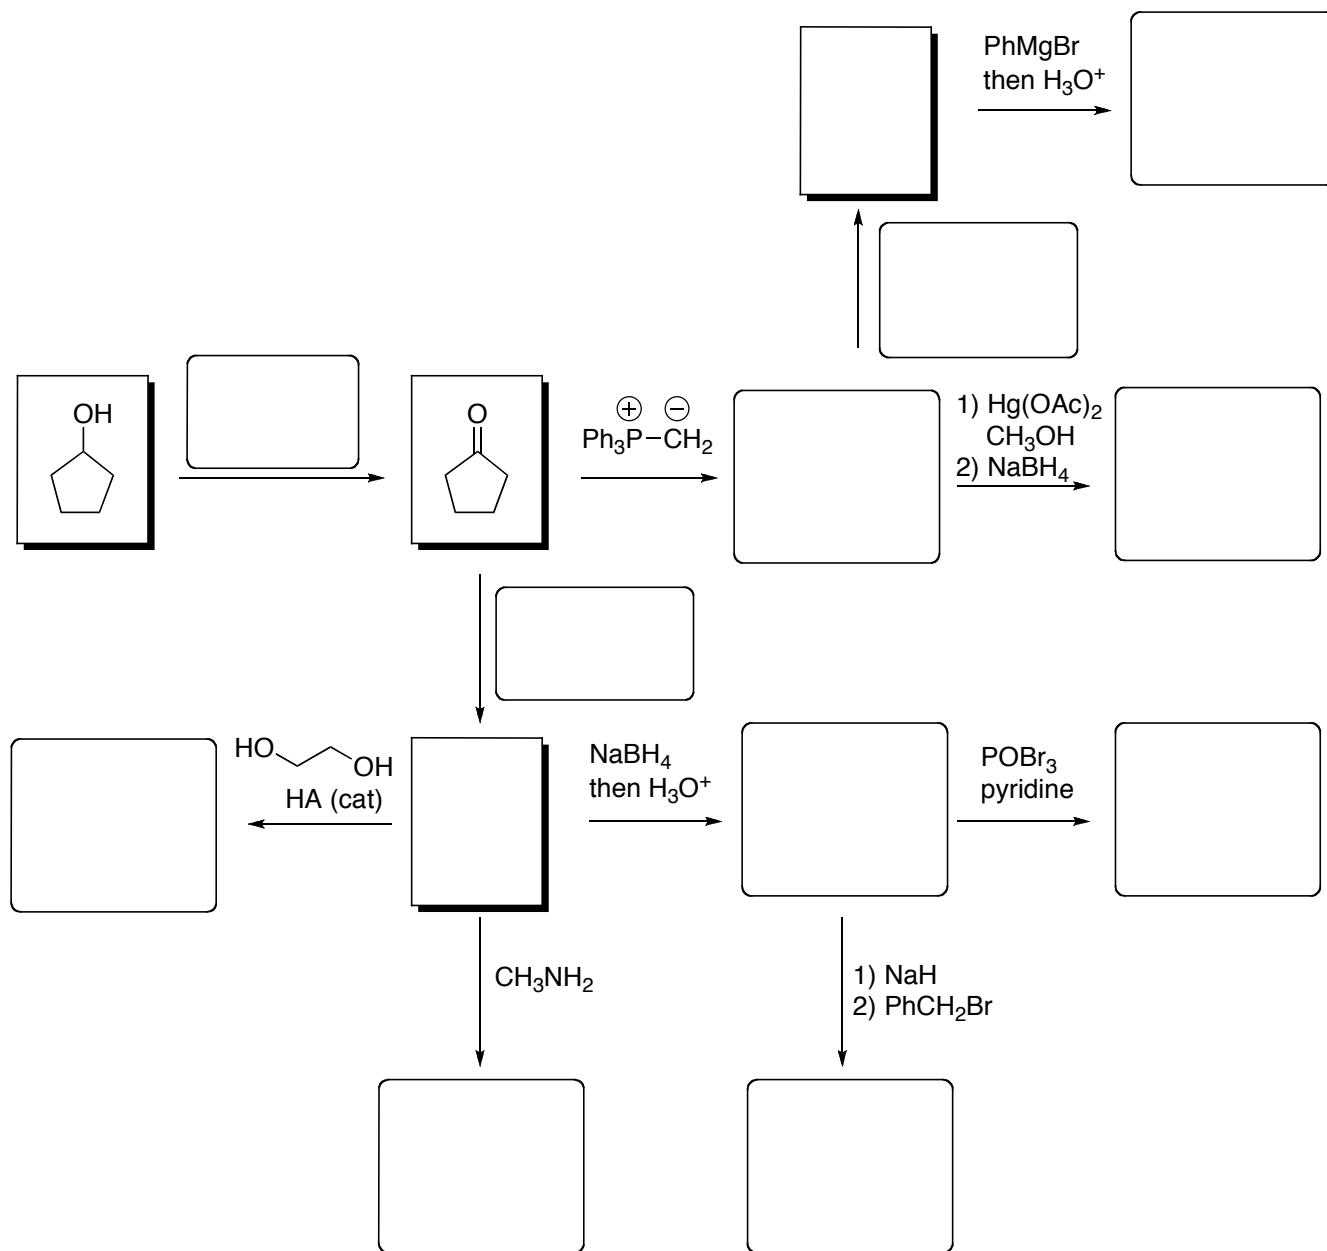 PhMgBr
then H₃O⁺
OH
O
⊕ ⊖
Ph₃P–CH₂
1) Hg(OAc)₂
CH₃OH
2) NaBH₄
HO
OH
HA (cat)
NaBH₄
then H₃O⁺
POBr₃
pyridine
CH₃NH₂
1) NaH
2) PhCH₂Br